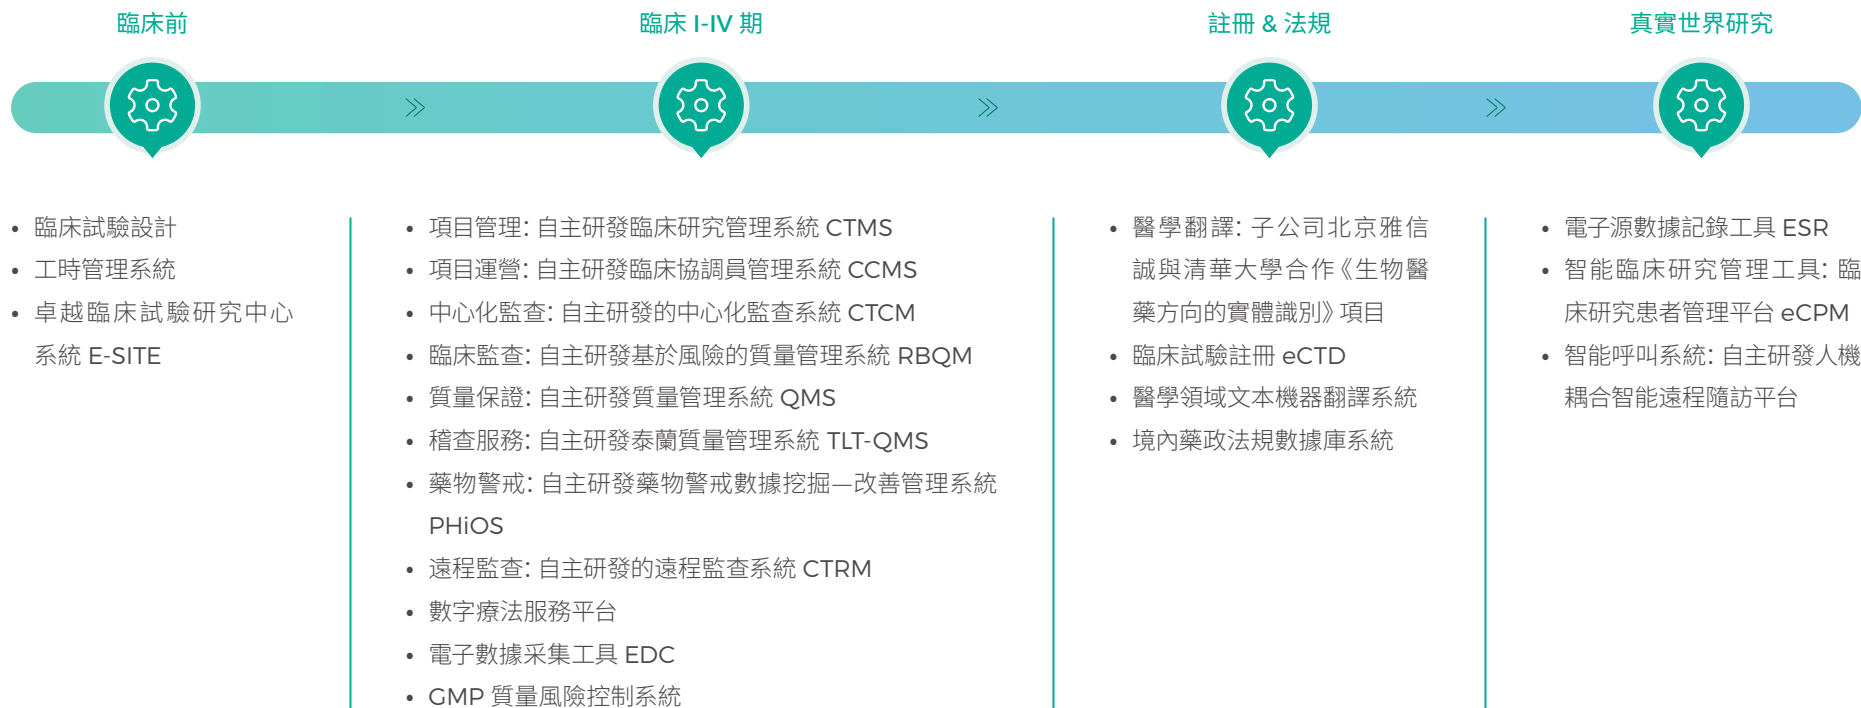 臨床前
臨床 I-IV 期
註冊 & 法規
真實世界研究
• 臨床試驗設計
• 工時管理系統
• 卓越臨床試驗研究中心
系統 E-SITE
• 項目管理：自主研發臨床研究管理系統 CTMS
• 項目運營：自主研發臨床協調員管理系統 CCMS
• 中心化監查：自主研發的中心化監查系統 CTCM
• 臨床監查：自主研發基於風險的質量管理系統 RBQM
• 質量保證：自主研發質量管理系統 QMS
• 稽查服務：自主研發泰蘭質量管理系統 TLT-QMS
• 藥物警戒：自主研發藥物警戒數據挖掘—改善管理系統
PHiOS
• 遠程監查：自主研發的遠程監查系統 CTRM
• 數字療法服務平台
• 電子數據采集工具 EDC
• GMP 質量風險控制系統
• 醫學翻譯：子公司北京雅信
誠與清華大學合作《生物醫
藥方向的實體識別》項目
• 臨床試驗註冊 eCTD
• 醫學領域文本機器翻譯系統
• 境內藥政法規數據庫系統
• 電子源數據記錄工具 ESR
• 智能臨床研究管理工具：臨
床研究患者管理平台 eCPM
• 智能呼叫系統：自主研發人機
耦合智能遠程隨訪平台